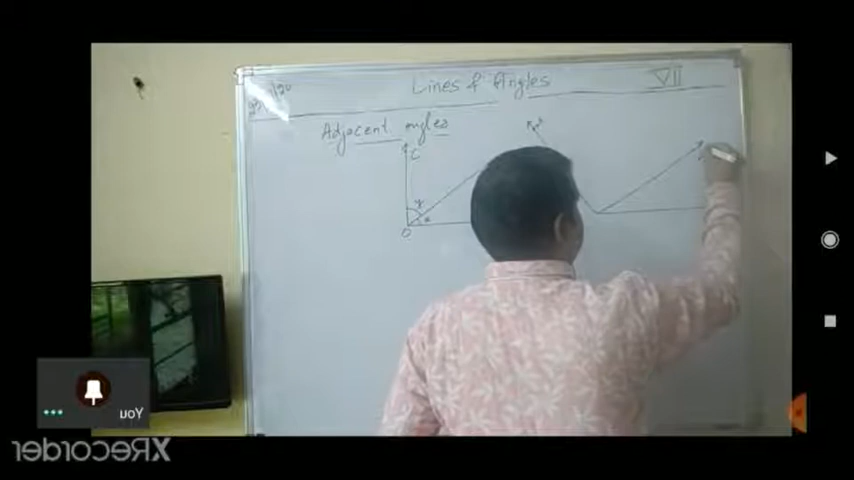 Lines & Angles
VII
Adjacent angles
C
O
You
XRecorder